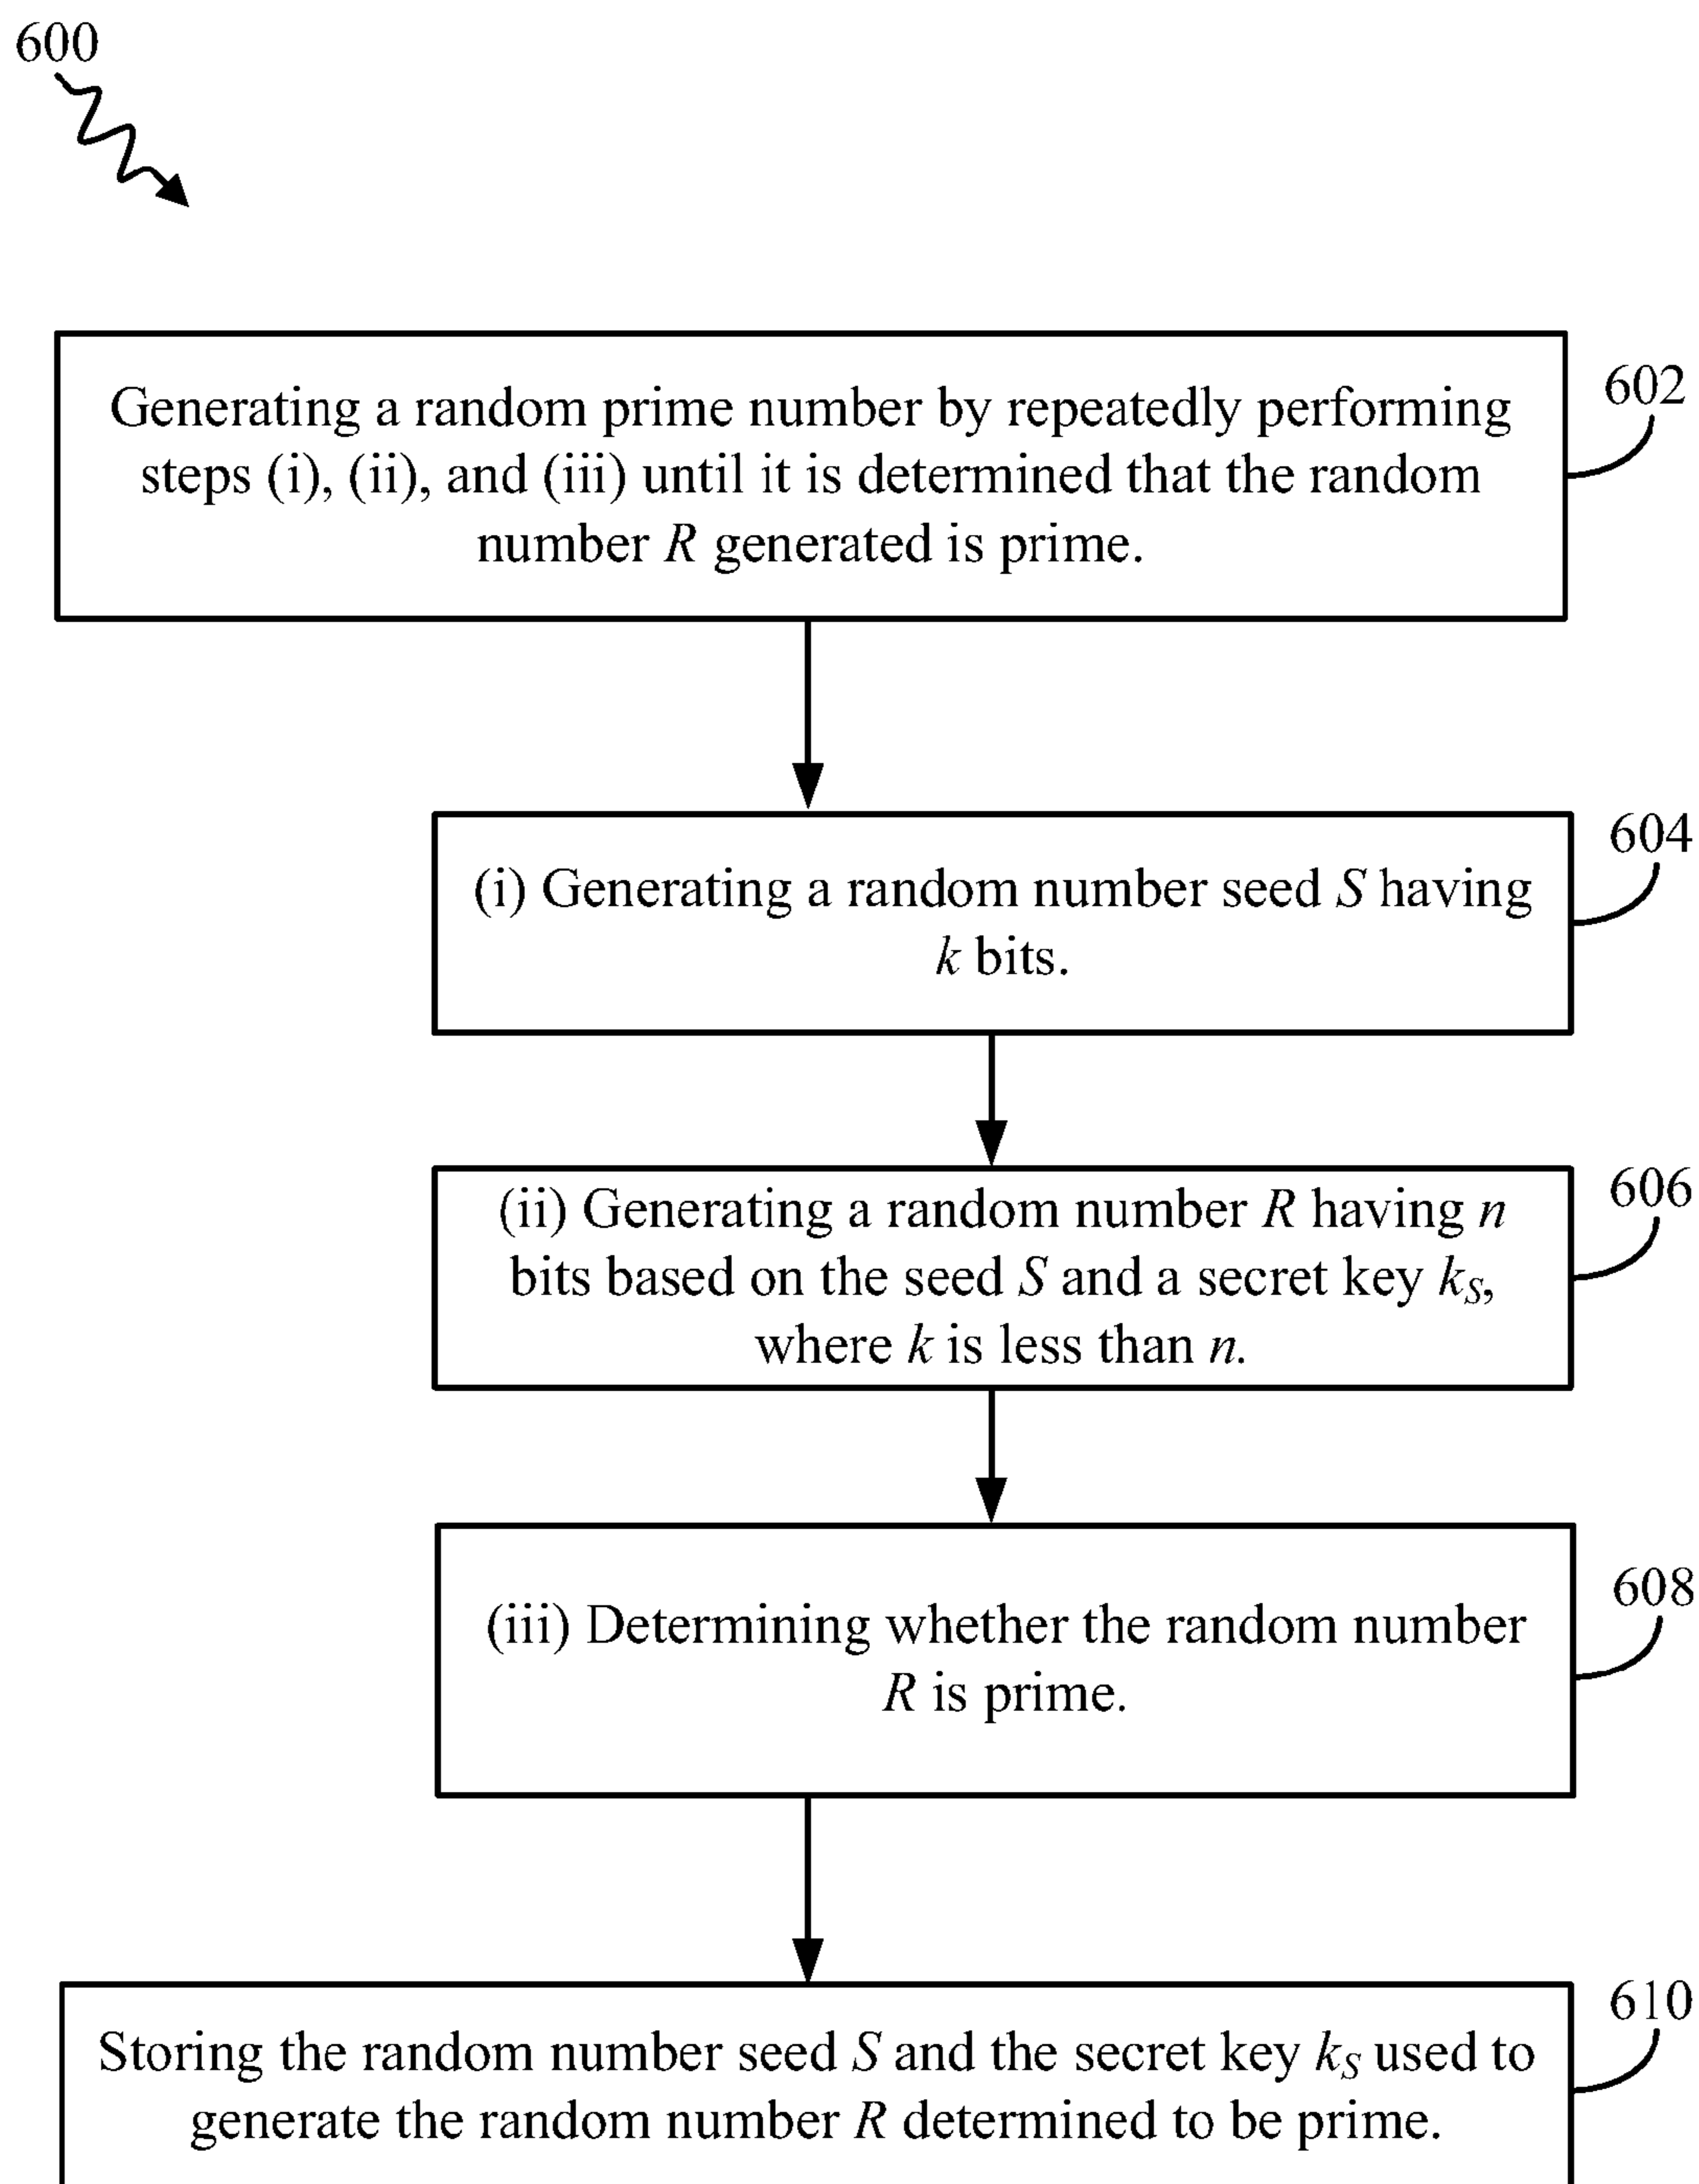 600
Generating a random prime number by repeatedly performing
steps (i), (ii), and (iii) until it is determined that the random
number R generated is prime.
602
(i) Generating a random number seed S having
k bits.
604
(ii) Generating a random number R having n
bits based on the seed S and a secret key kS,
where k is less than n.
606
(iii) Determining whether the random number
R is prime.
608
Storing the random number seed S and the secret key kS used to
generate the random number R determined to be prime.
610